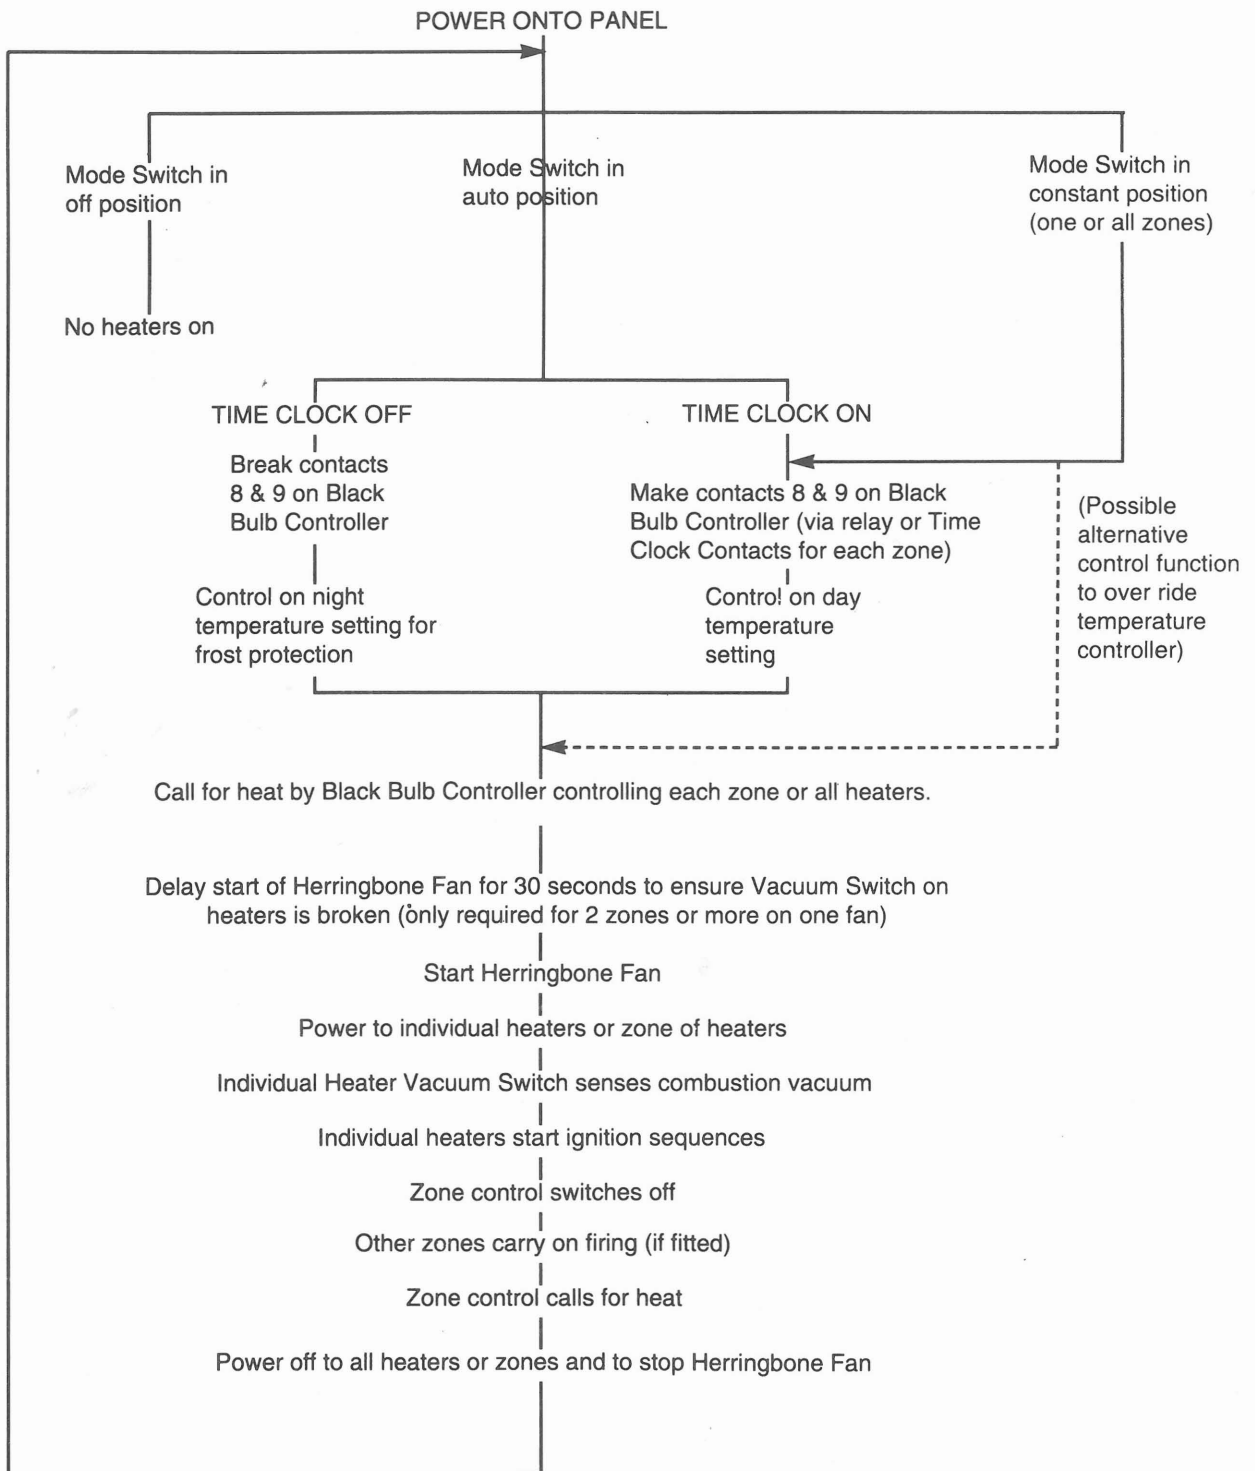 POWER ONTO PANEL
Mode Switch in
off position
Mode Switch in
auto position
Mode Switch in
constant position
(one or all zones)
No heaters on
TIME CLOCK OFF
TIME CLOCK ON
Break contacts
8 & 9 on Black
Bulb Controller
Make contacts 8 & 9 on Black
Bulb Controller (via relay or Time
Clock Contacts for each zone)
(Possible
alternative
control function
to over ride
temperature
controller)
Control on night
temperature setting for
frost protection
Control on day
temperature
setting
Call for heat by Black Bulb Controller controlling each zone or all heaters.
Delay start of Herringbone Fan for 30 seconds to ensure Vacuum Switch on
heaters is broken (only required for 2 zones or more on one fan)
Start Herringbone Fan
Power to individual heaters or zone of heaters
Individual Heater Vacuum Switch senses combustion vacuum
Individual heaters start ignition sequences
Zone control switches off
Other zones carry on firing (if fitted)
Zone control calls for heat
Power off to all heaters or zones and to stop Herringbone Fan